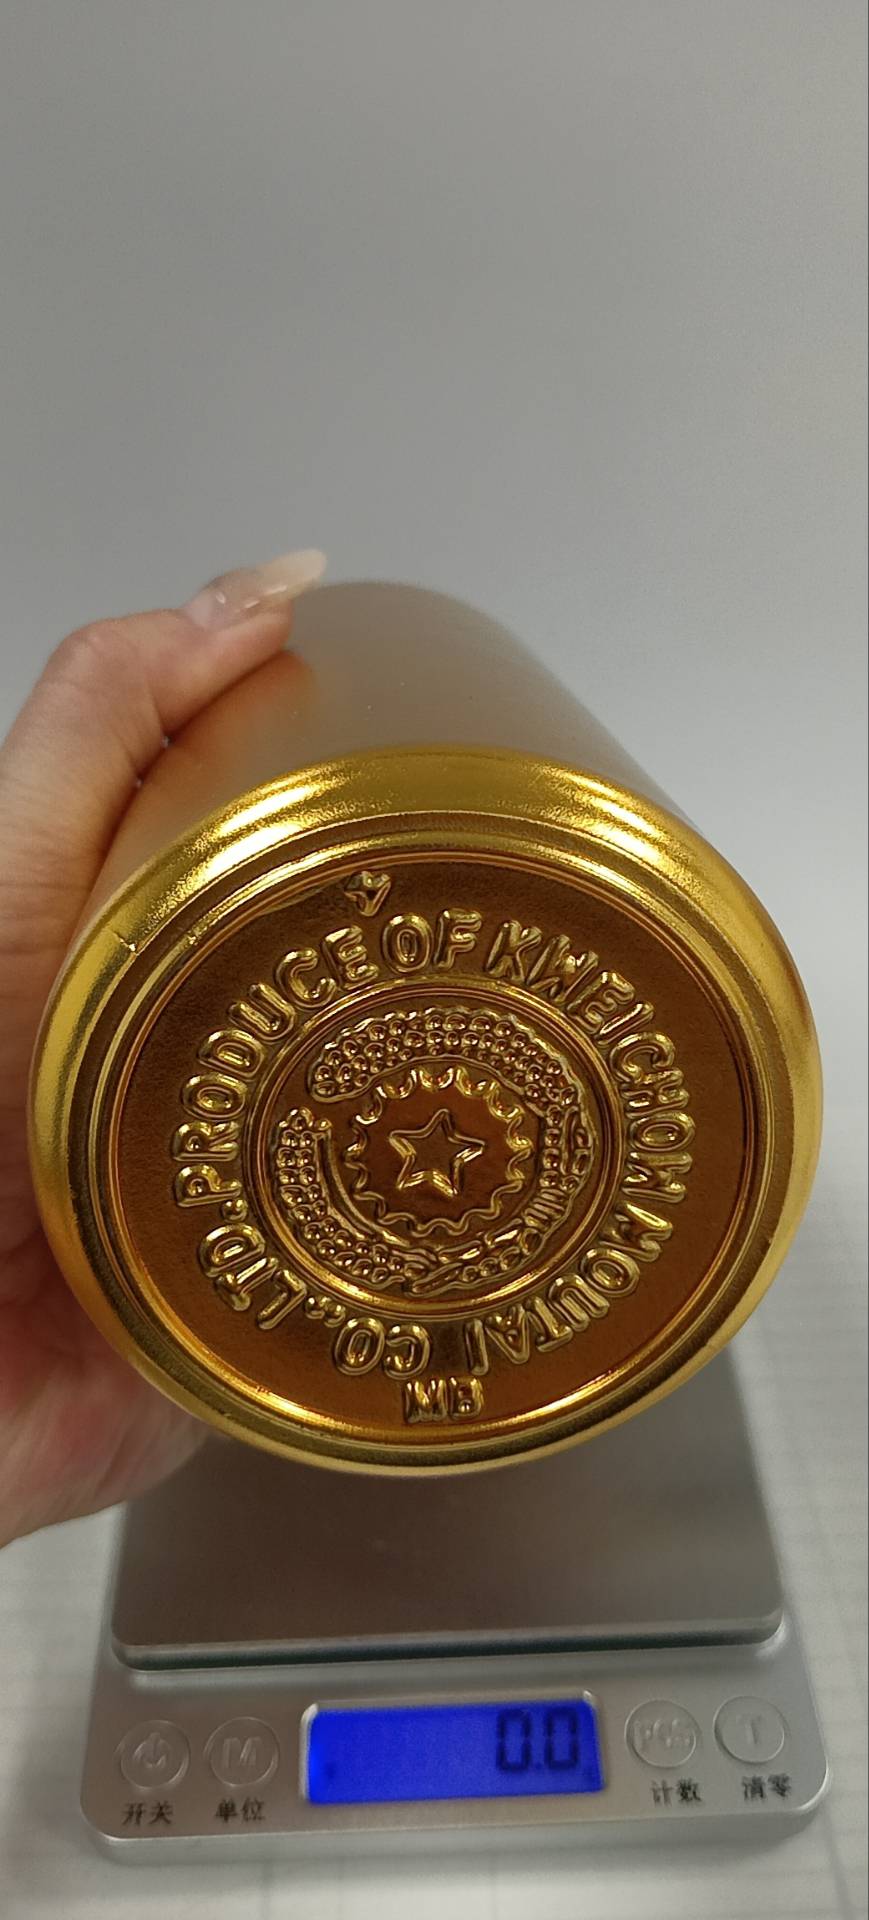 PRODUCE OF KWEICHOW MOUTAI CO.,LTD.
MB
0.0
M
PCS
T
开关
单位
计数
清零